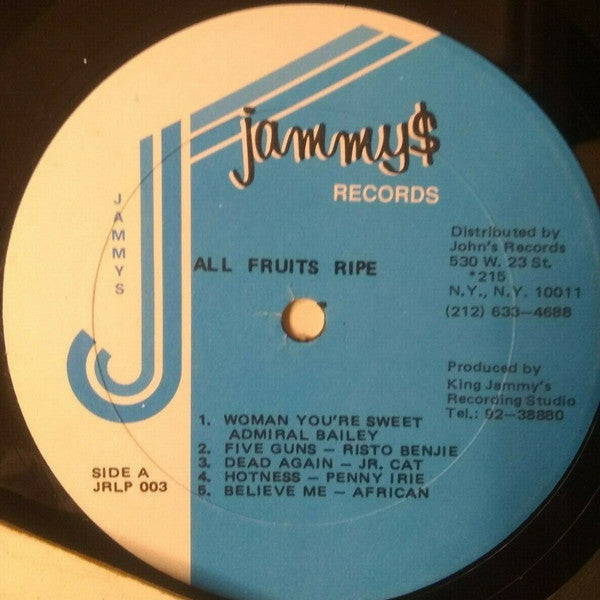 jammy$
RECORDS
JAMMYS
ALL FRUITS RIPE
Distributed by
John's Records
530 W. 23 St.
*215
N.Y., N.Y. 10011
(212) 633-4688
Produced by
King Jammy's
Recording Studio
Tel.: 92-38880
SIDE A
JRLP 003
1. WOMAN YOU'RE SWEET
ADMIRAL BAILEY
2. FIVE GUNS - RISTO BENJIE
3. DEAD AGAIN - JR. CAT
4. HOTNESS - PENNY IRIE
5. BELIEVE ME - AFRICAN